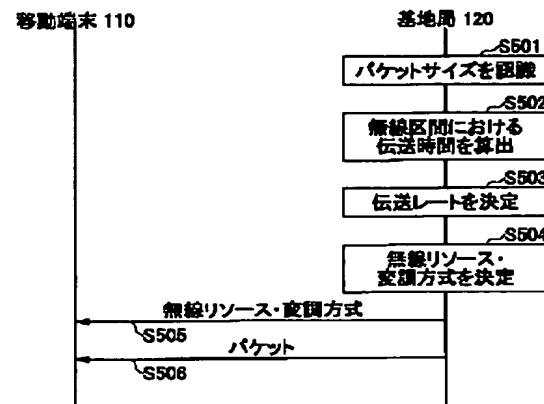 移動端末 110
基地局 120
S501
パケットサイズを認識
S502
無線区間における
伝送時間を算出
S503
伝送レートを決定
S504
無線リソース・
変調方式を決定
無線リソース・変調方式
S505
パケット
S506